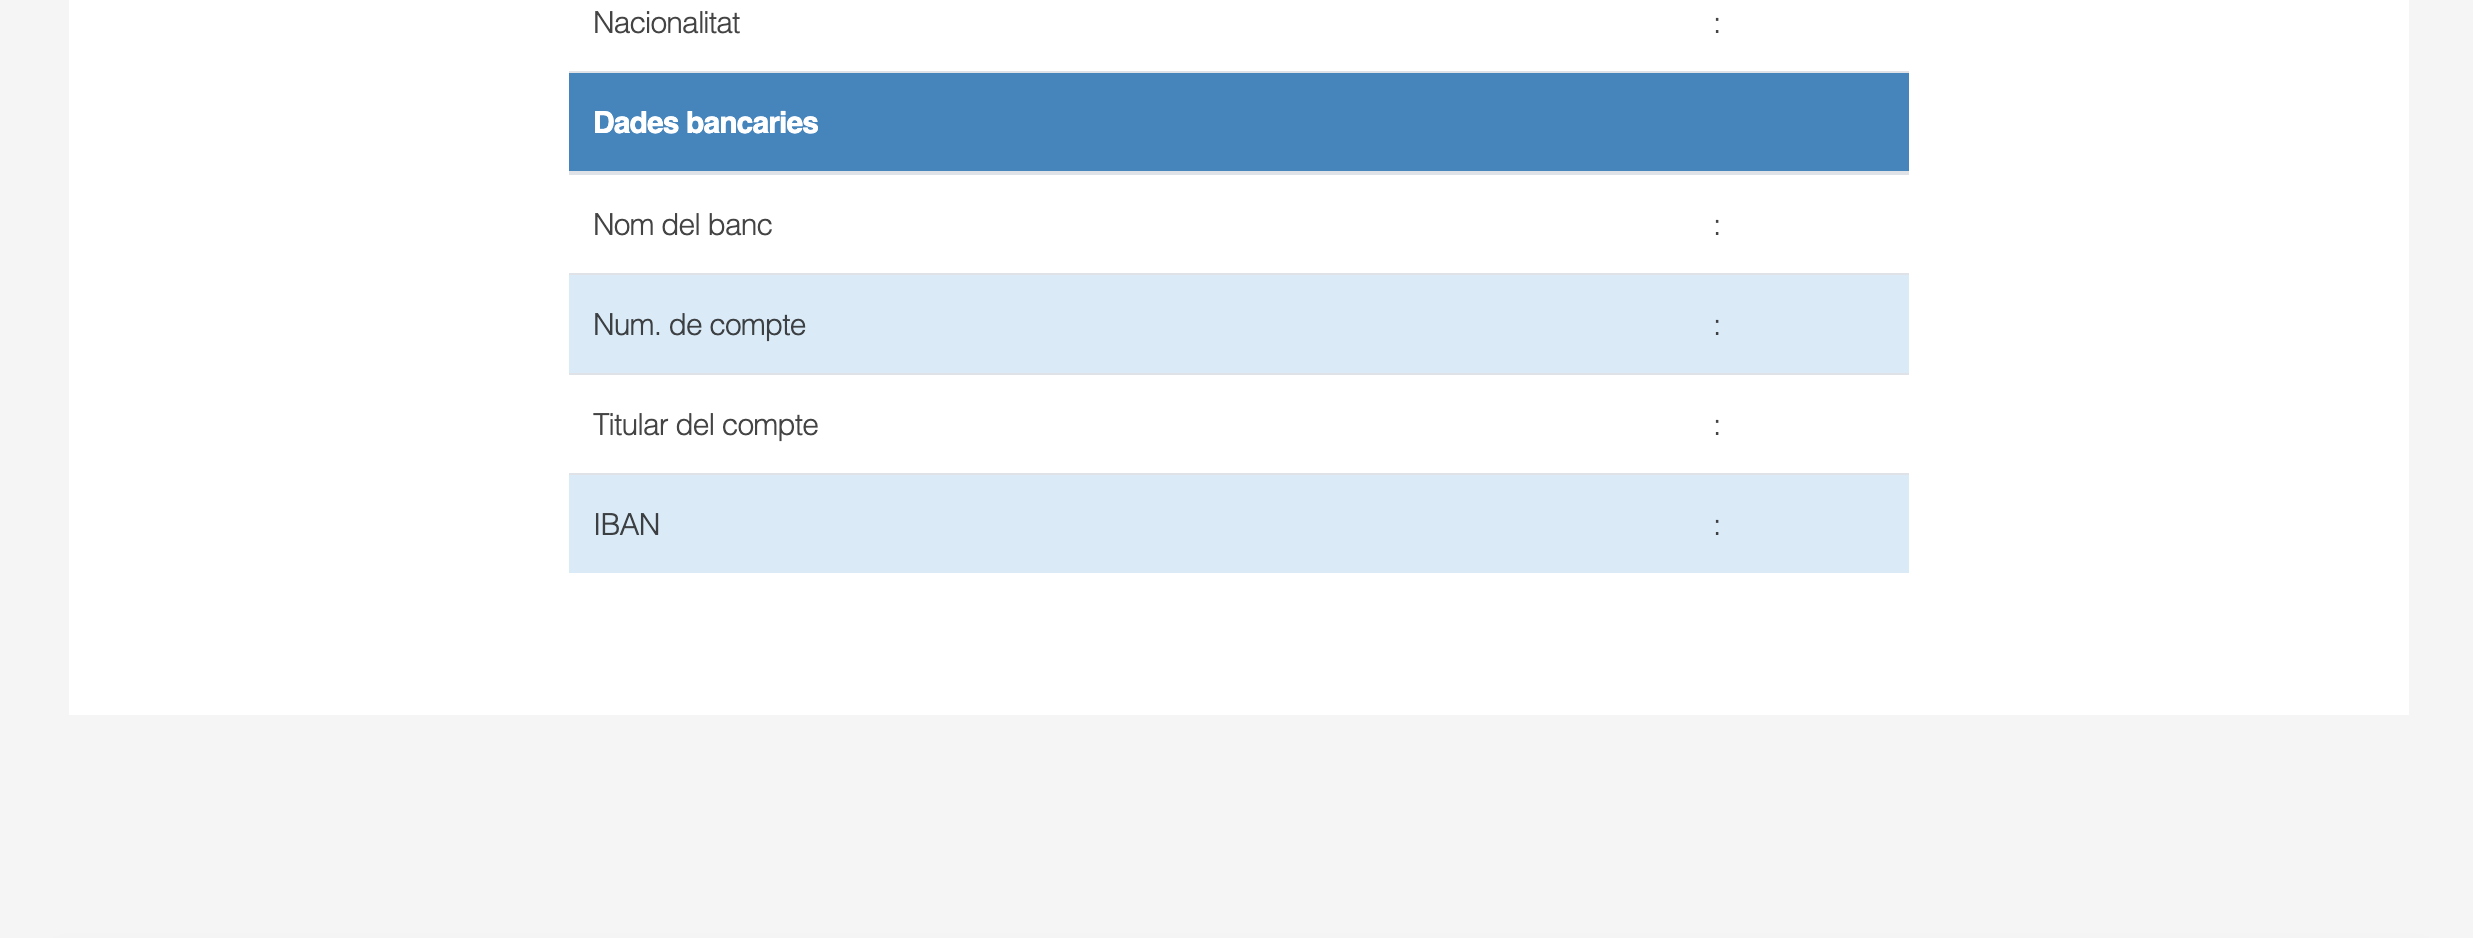 Nacionalitat :
Dades bancaries
Nom del banc :
Num. de compte :
Titular del compte :
IBAN :